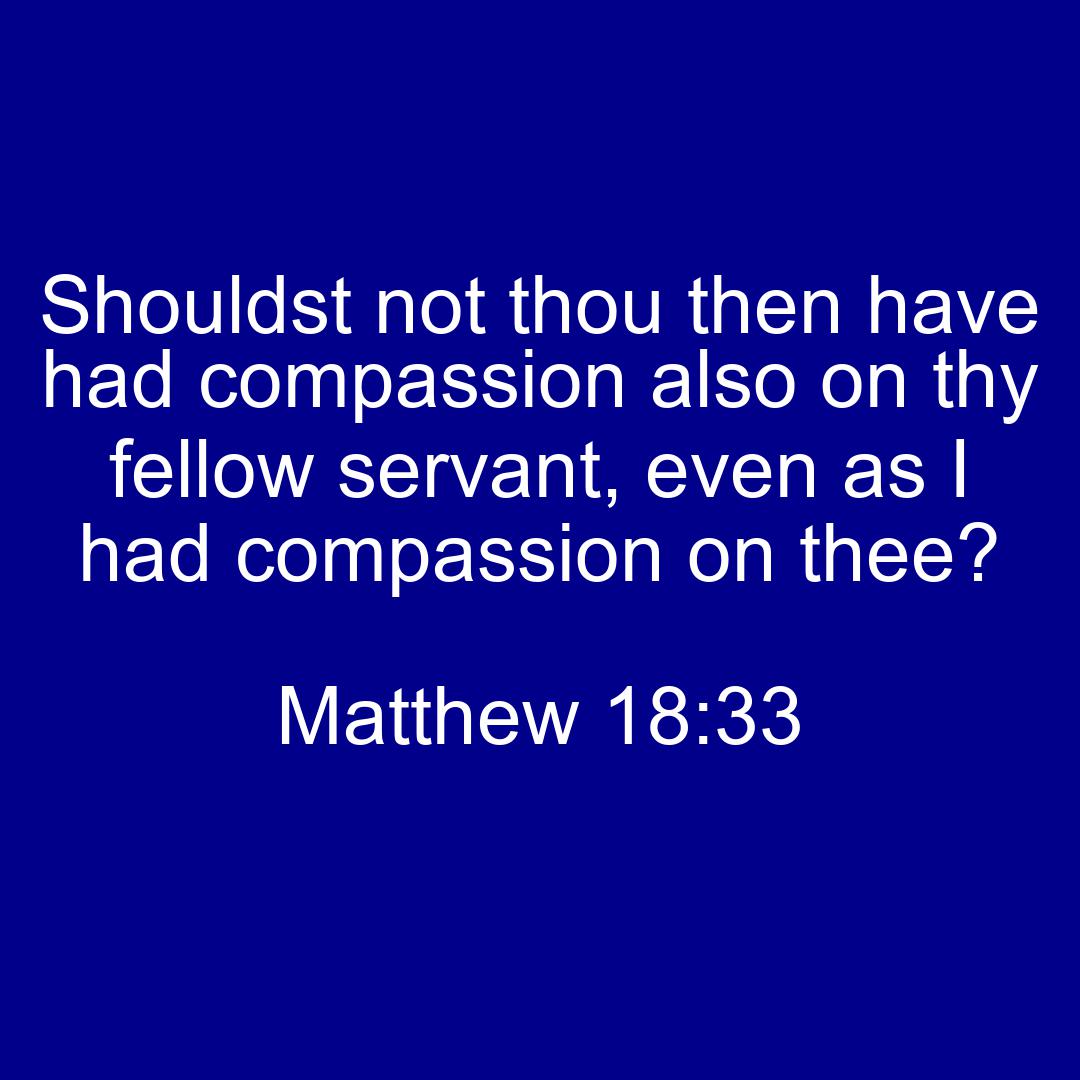 Shouldst not thou then have
had compassion also on thy
fellow servant, even as I
had compassion on thee?
Matthew 18:33